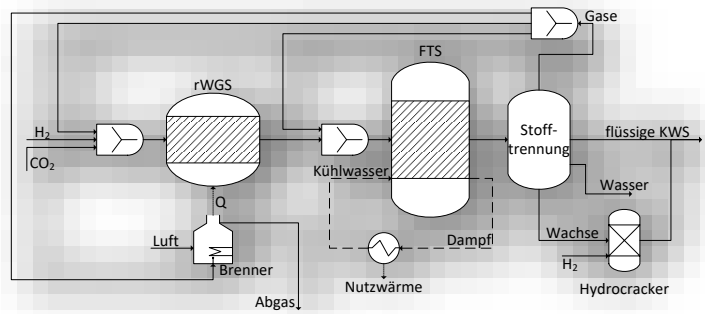 Gase
FTS
rWGS
H2
CO2
Stoff-
trennung
flüssige KWS
Kühlwasser
Wasser
Q
Luft
Brenner
Dampf
Wachse
H2
Nutzwärme
Abgas
Hydrocracker